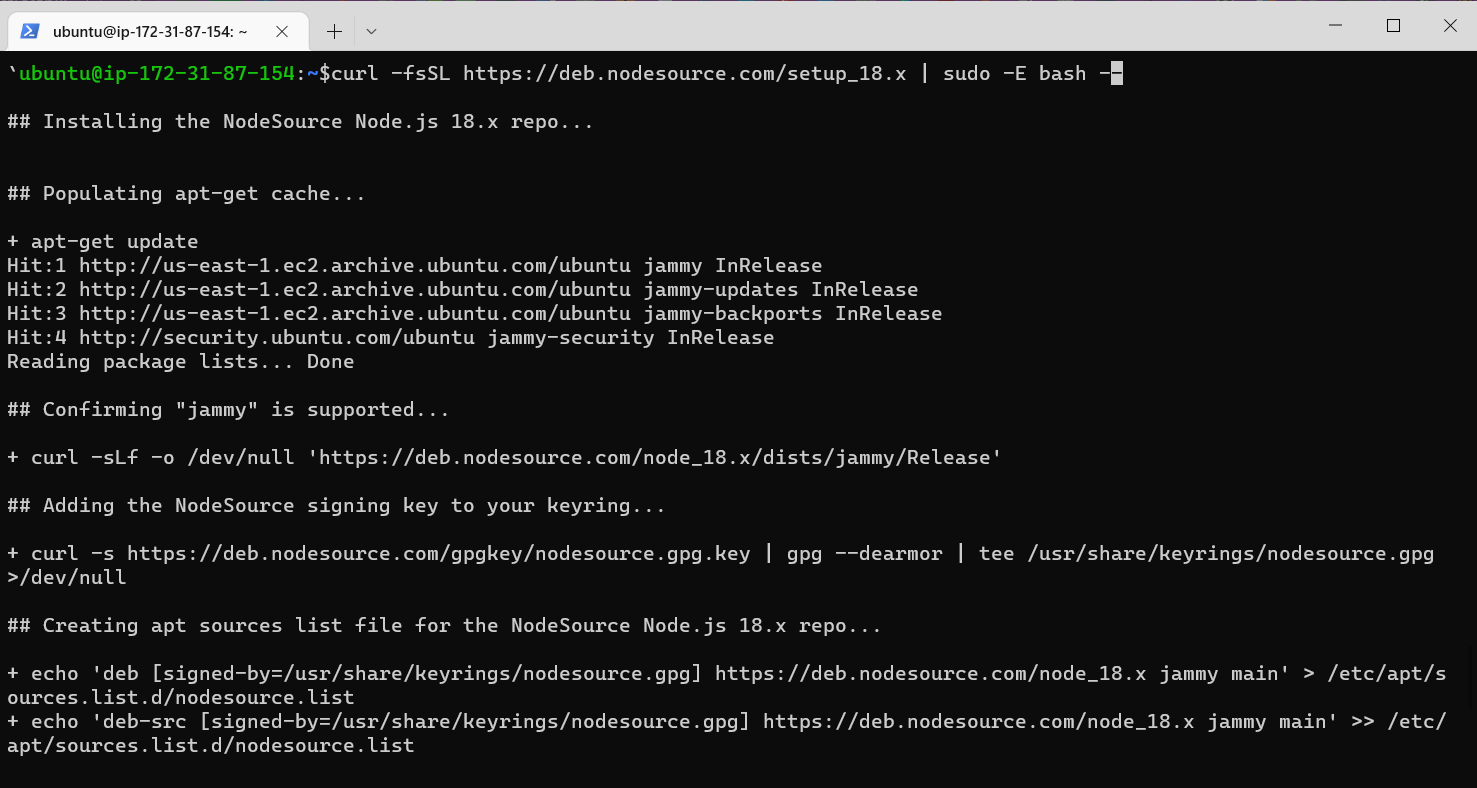 ubuntu@ip-172-31-87-154: ~
`ubuntu@ip-172-31-87-154:~$curl -fsSL https://deb.nodesource.com/setup_18.x | sudo -E bash --
## Installing the NodeSource Node.js 18.x repo...
## Populating apt-get cache...
+ apt-get update
Hit:1 http://us-east-1.ec2.archive.ubuntu.com/ubuntu jammy InRelease
Hit:2 http://us-east-1.ec2.archive.ubuntu.com/ubuntu jammy-updates InRelease
Hit:3 http://us-east-1.ec2.archive.ubuntu.com/ubuntu jammy-backports InRelease
Hit:4 http://security.ubuntu.com/ubuntu jammy-security InRelease
Reading package lists... Done
## Confirming "jammy" is supported...
+ curl -sLf -o /dev/null 'https://deb.nodesource.com/node_18.x/dists/jammy/Release'
## Adding the NodeSource signing key to your keyring...
+ curl -s https://deb.nodesource.com/gpgkey/nodesource.gpg.key | gpg --dearmor | tee /usr/share/keyrings/nodesource.gpg
>/dev/null
## Creating apt sources list file for the NodeSource Node.js 18.x repo...
+ echo 'deb [signed-by=/usr/share/keyrings/nodesource.gpg] https://deb.nodesource.com/node_18.x jammy main' > /etc/apt/s
ources.list.d/nodesource.list
+ echo 'deb-src [signed-by=/usr/share/keyrings/nodesource.gpg] https://deb.nodesource.com/node_18.x jammy main' >> /etc/
apt/sources.list.d/nodesource.list